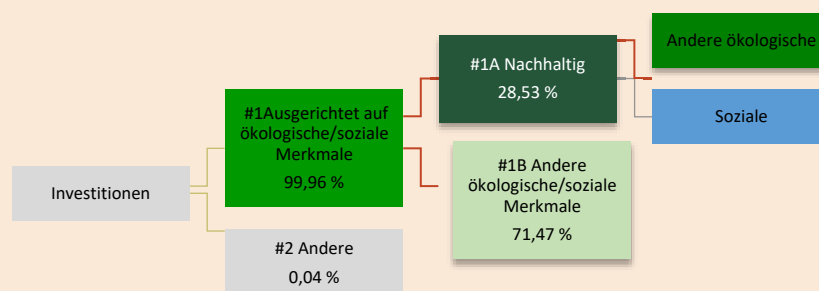 Investitionen
#1Ausgerichtet auf
ökologische/soziale
Merkmale
99,96 %
#2 Andere
0,04 %
#1A Nachhaltig
28,53 %
#1B Andere
ökologische/soziale
Merkmale
71,47 %
Andere ökologische
Soziale